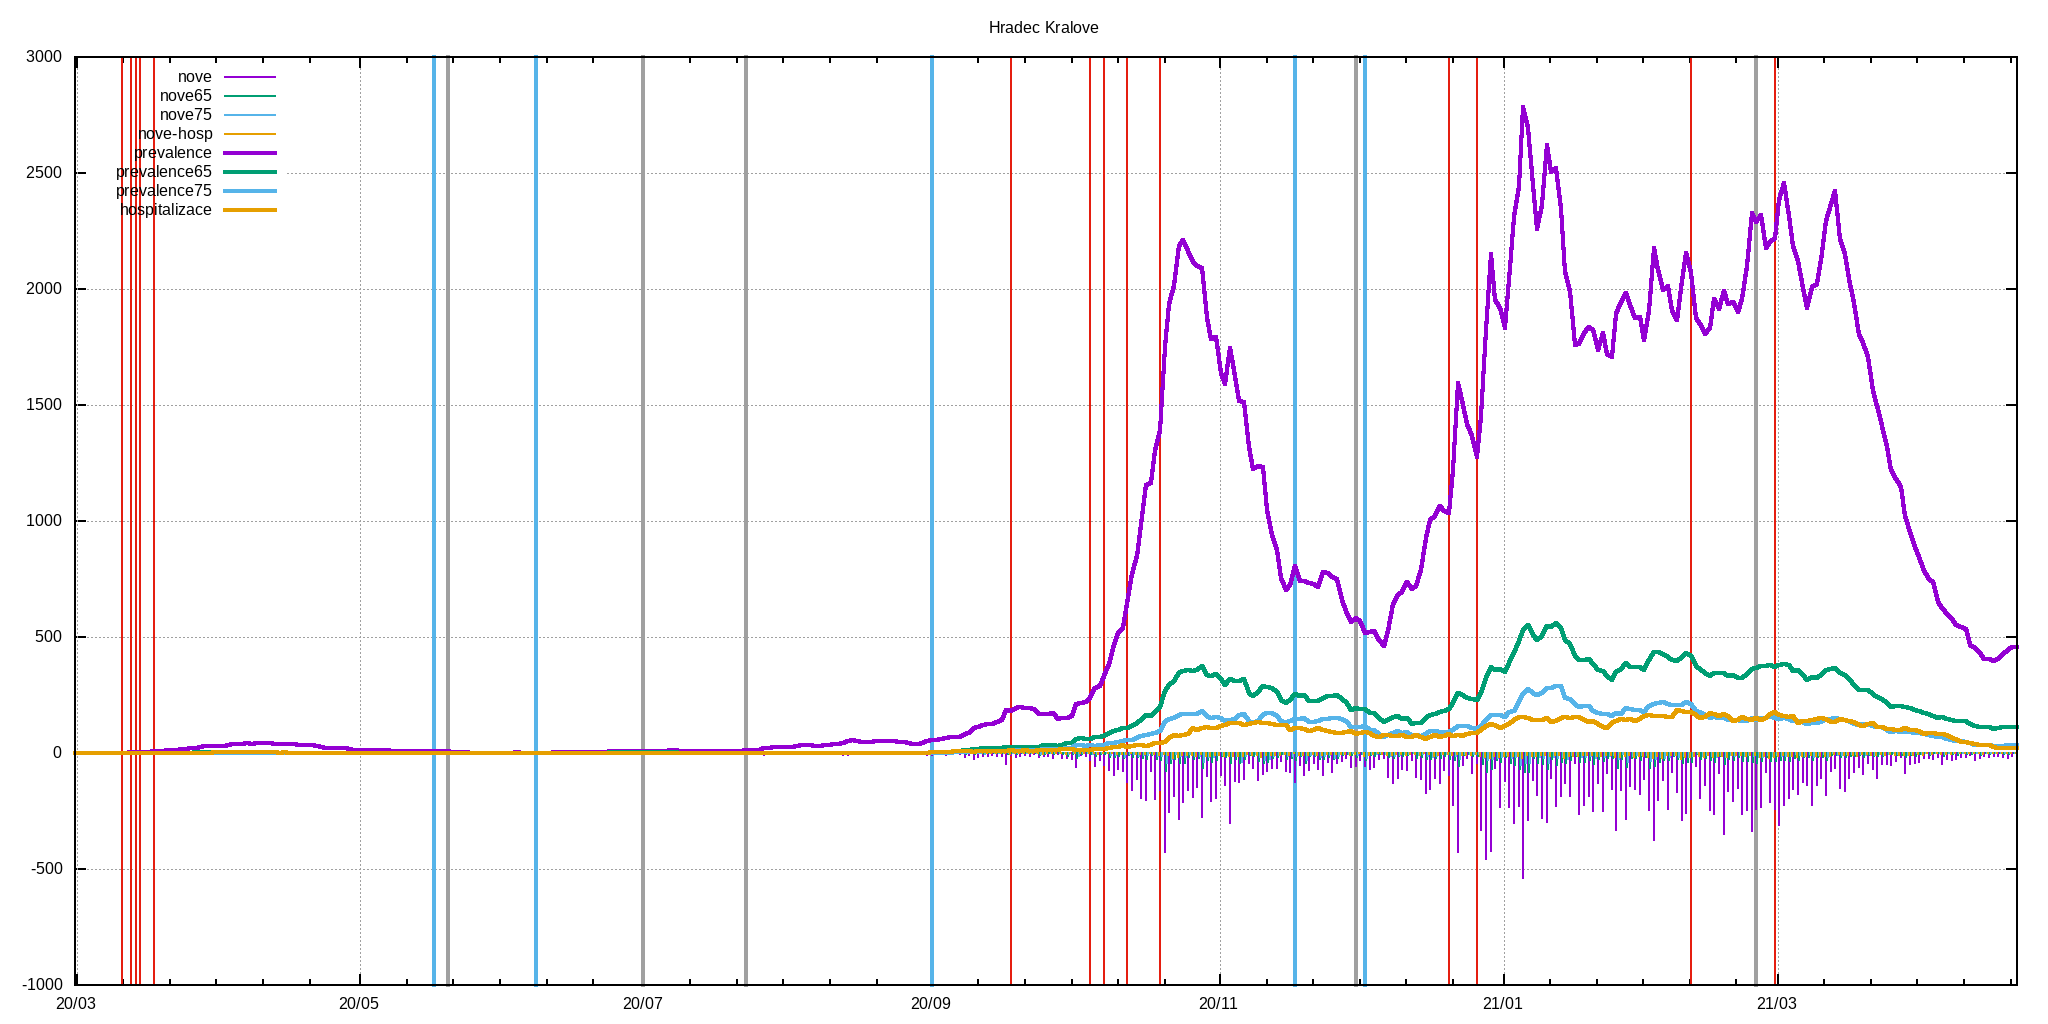 Hradec Kralove
3000
2500
2000
1500
1000
500
0
-500
-1000
nove
nove65
nove75
nove-hosp
prevalence
prevalence65
prevalence75
hospitalizace
20/03 20/05 20/07 20/09 20/11 21/01 21/03